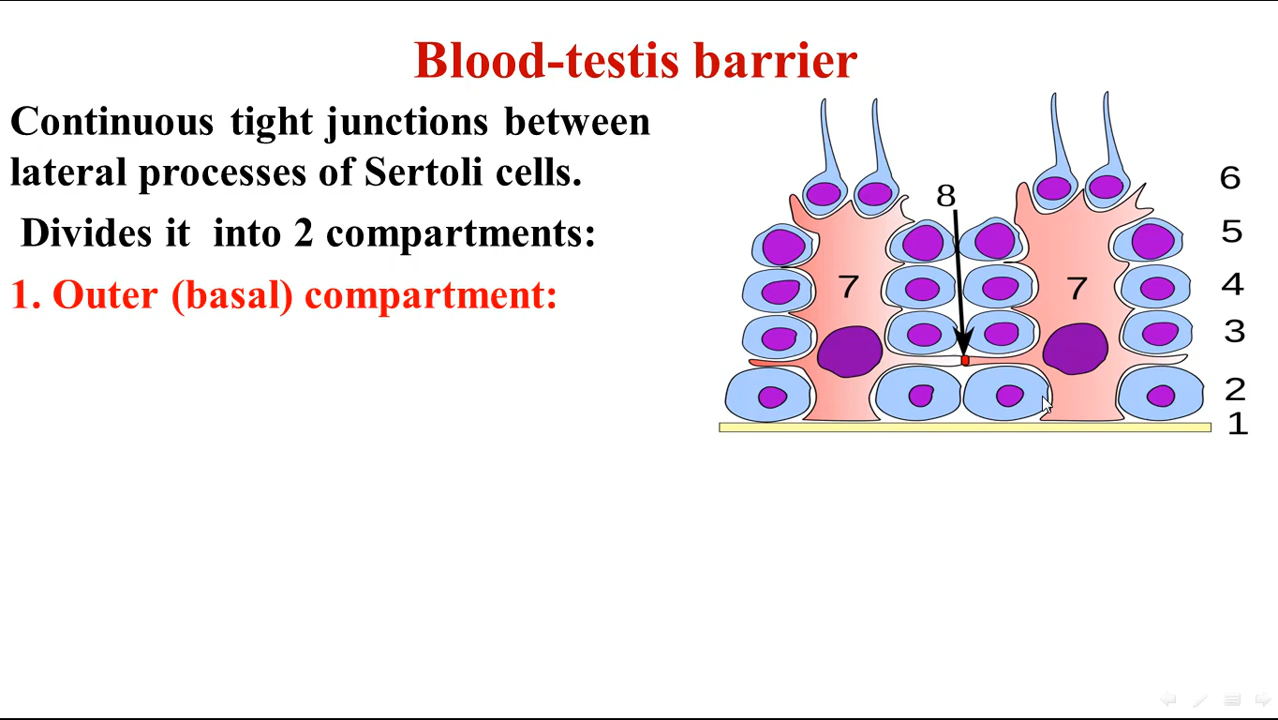 Blood-testis barrier
Continuous tight junctions between
lateral processes of Sertoli cells.
Divides it into 2 compartments:
1. Outer (basal) compartment:
8
6
5
7
7
4
3
2
1